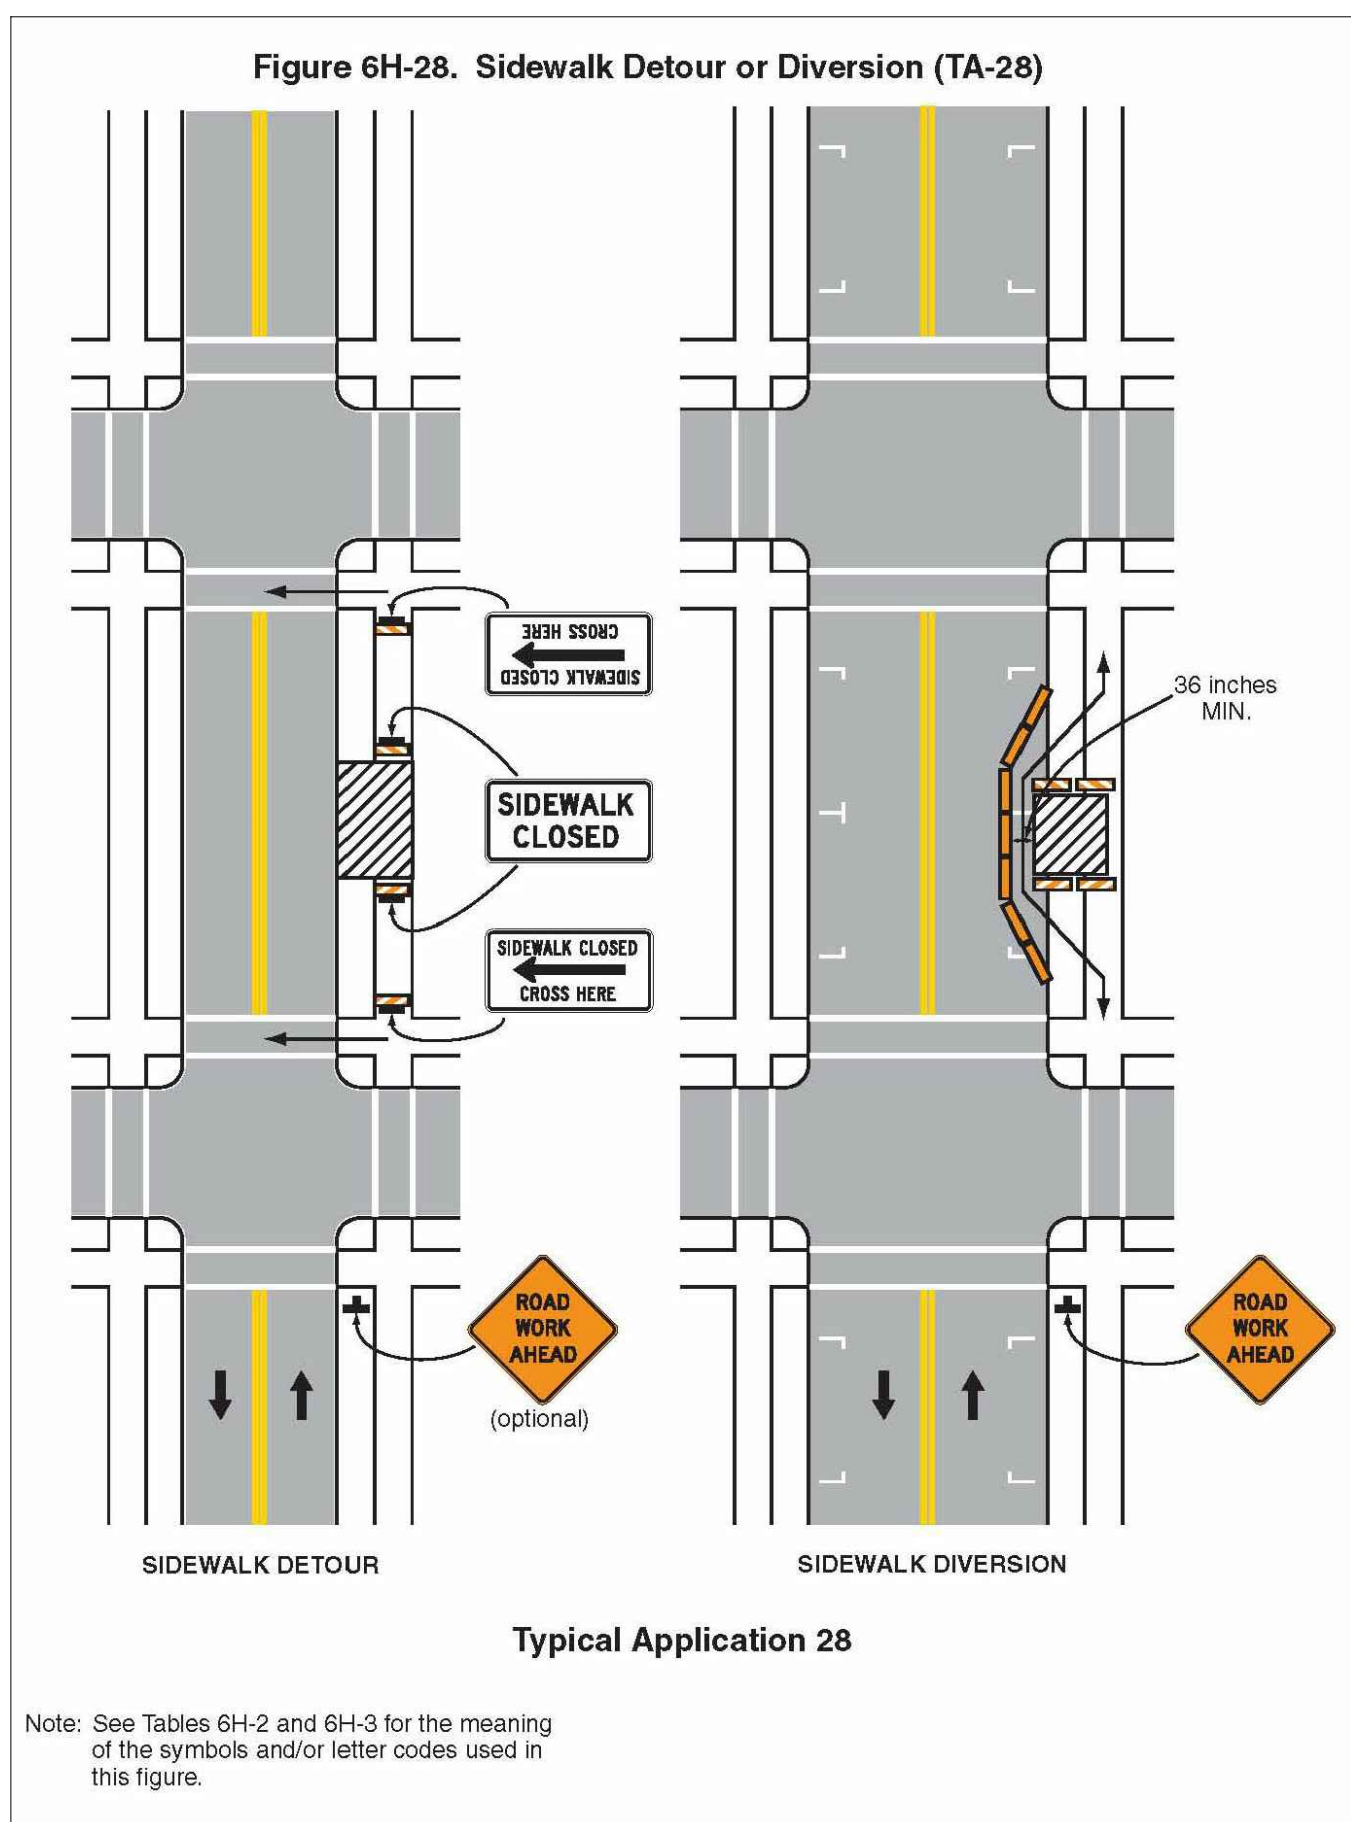 Figure 6H-28. Sidewalk Detour or Diversion (TA-28)
SIDEWALK CLOSED
CROSS HERE
36 inches
MIN.
SIDEWALK
CLOSED
SIDEWALK CLOSED
CROSS HERE
ROAD
WORK
AHEAD
(optional)
ROAD
WORK
AHEAD
SIDEWALK DETOUR
SIDEWALK DIVERSION
Typical Application 28
Note: See Tables 6H-2 and 6H-3 for the meaning
of the symbols and/or letter codes used in
this figure.